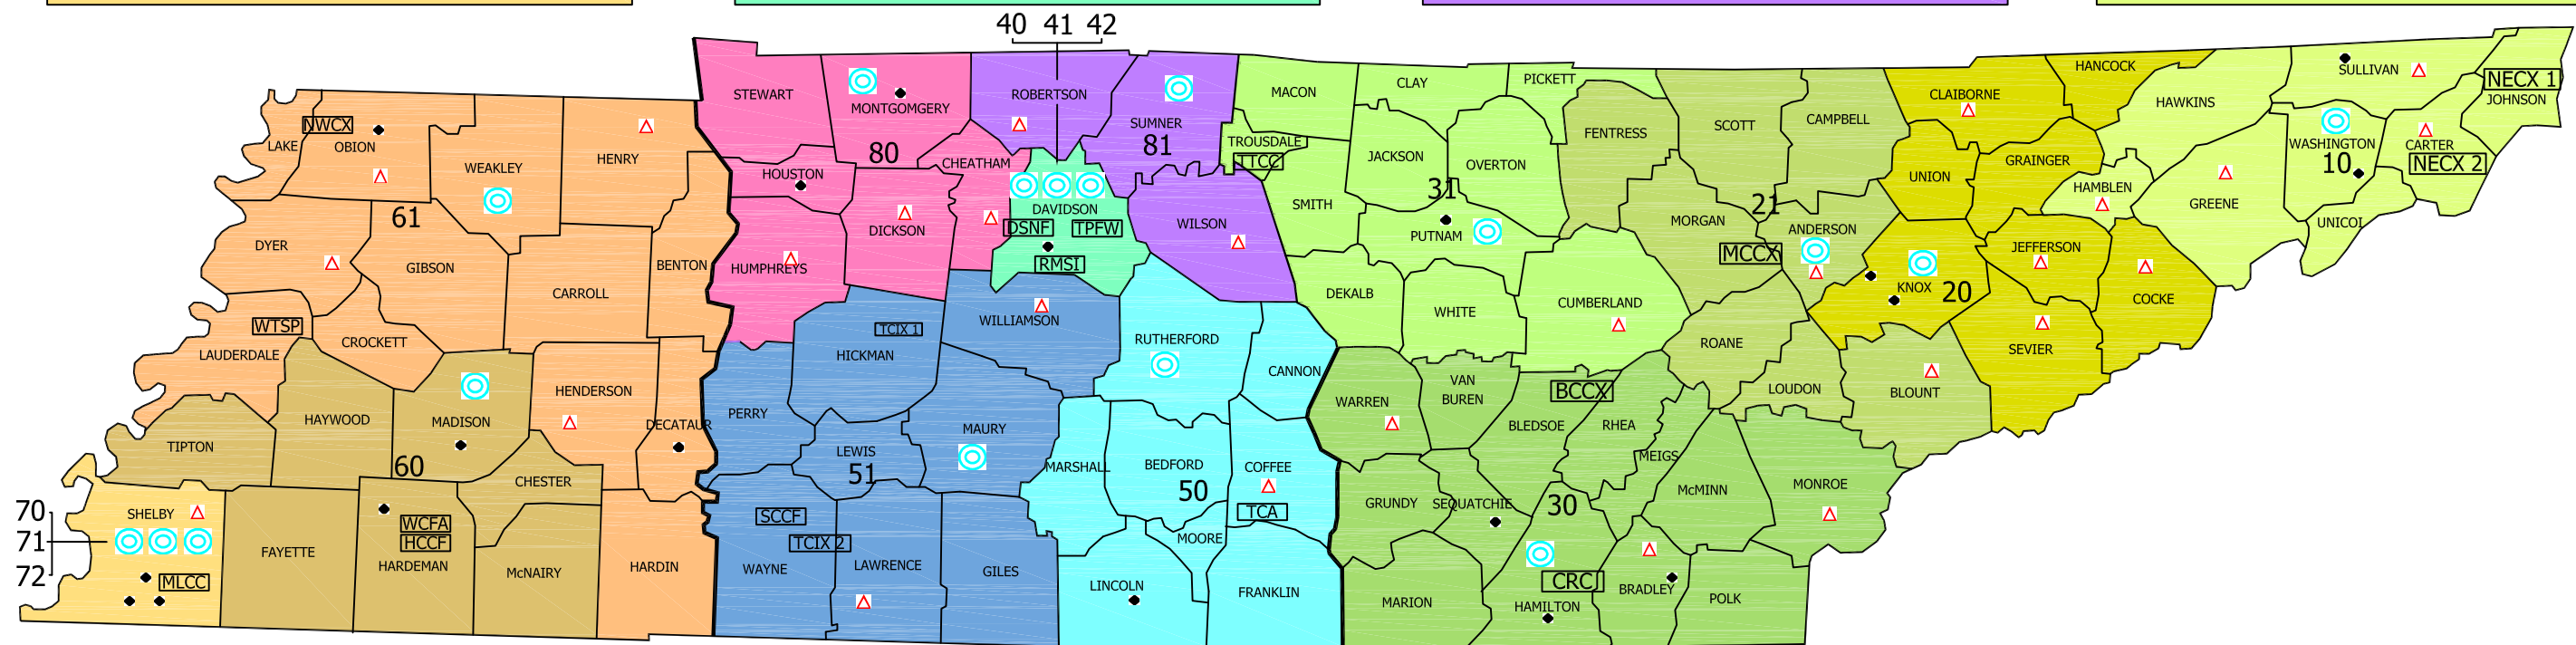 40 41 42
STEWART
MONTGOMGERY
80
ROBERTSON
SUMNER
81
MACON
CLAY
PICKETT
FENTRESS
SCOTT
CAMPBELL
CLAIBORNE
HANCOCK
HAWKINS
SULLIVAN
NECX 1
JOHNSON
LAKE
NWCX
OBION
WEAKLEY
HENRY
HOUSTON
CHEATHAM
TROUSDALE
TTCC
JACKSON
OVERTON
31
21
UNION
GRAINGER
HAMBLEN
GREENE
WASHINGTON
10
CARTER
NECX 2
UNICOI
DYER
61
GIBSON
CARROLL
BENTON
HUMPHREYS
DICKSON
DAVIDSON
DSNF
TPFW
RMSI
WILSON
SMITH
PUTNAM
DEKALB
WHITE
CUMBERLAND
MORGAN
MCCX
ANDERSON
KNOX
20
JEFFERSON
COCKE
SEVIER
WTSP
LAUDERDALE
CROCKETT
HENDERSON
DECATAUR
PERRY
HICKMAN
TCIX 1
WILLIAMSON
RUTHERFORD
CANNON
WARREN
VAN
BUREN
BCCX
BLEDSOE
RHEA
ROANE
LOUDON
BLOUNT
TIPTON
HAYWOOD
MADISON
60
CHESTER
LEWIS
51
MAURY
MARSHALL
BEDFORD
50
COFFEE
TCA
GRUNDY
SEQUATCHIE
30
MEIGS
McMINN
MONROE
70
71
72
SHELBY
MLCC
FAYETTE
WCFA
HCCF
HARDEMAN
McNAIRY
HARDIN
SCCF
TCIX 2
WAYNE
LAWRENCE
GILES
MOORE
LINCOLN
FRANKLIN
MARION
CRCJ
HAMILTON
BRADLEY
POLK